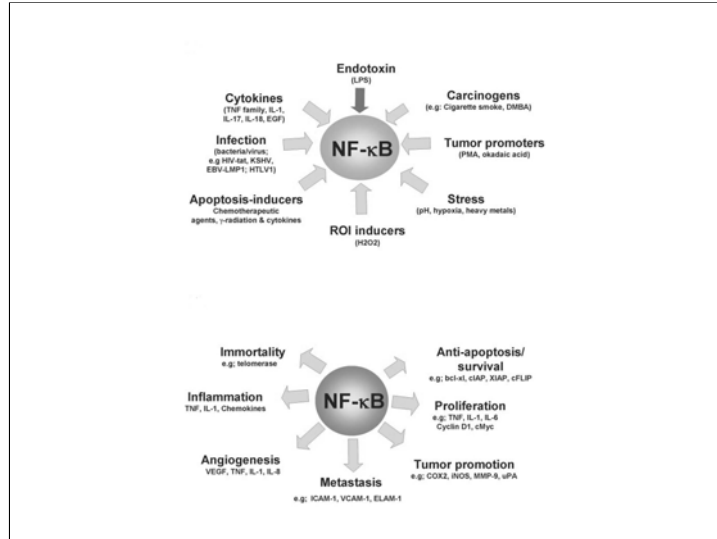 Endotoxin
(LPS)
Cytokines
(TNF family, IL-1,
IL-17, IL-18, EGF)
Carcinogens
(e.g: Cigarette smoke, DMBA)
Infection
(bacteria/virus;
e.g HIV-tat, KSHV,
EBV-LMP1; HTLV1)
NF-κB
Tumor promoters
(PMA, okadaic acid)
Apoptosis-inducers
Chemotherapeutic
agents, γ-radiation & cytokines
Stress
(pH, hypoxia, heavy metals)
ROI inducers
(H2O2)
Immortality
e.g; telomerase
Anti-apoptosis/
survival
e.g; bcl-xl, cIAP, XIAP, cFLIP
Inflammation
TNF, IL-1, Chemokines
NF-κB
Proliferation
e.g; TNF, IL-1, IL-6
Cyclin D1, cMyc
Angiogenesis
VEGF, TNF, IL-1, IL-8
Tumor promotion
e.g; COX2, iNOS, MMP-9, uPA
Metastasis
e.g; ICAM-1, VCAM-1, ELAM-1